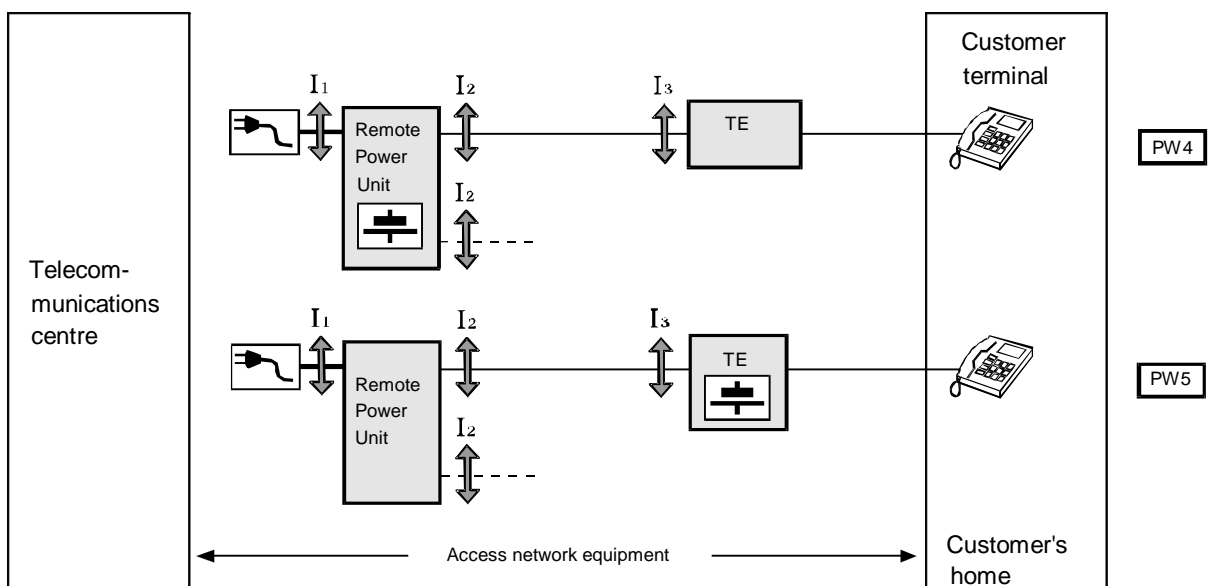 Customer
terminal
I1
I2
I3
Remote
Power
Unit
TE
PW4
I2
Telecom-
munications
centre
I1
I2
I3
Remote
Power
Unit
TE
PW5
I2
Access network equipment
Customer's
home